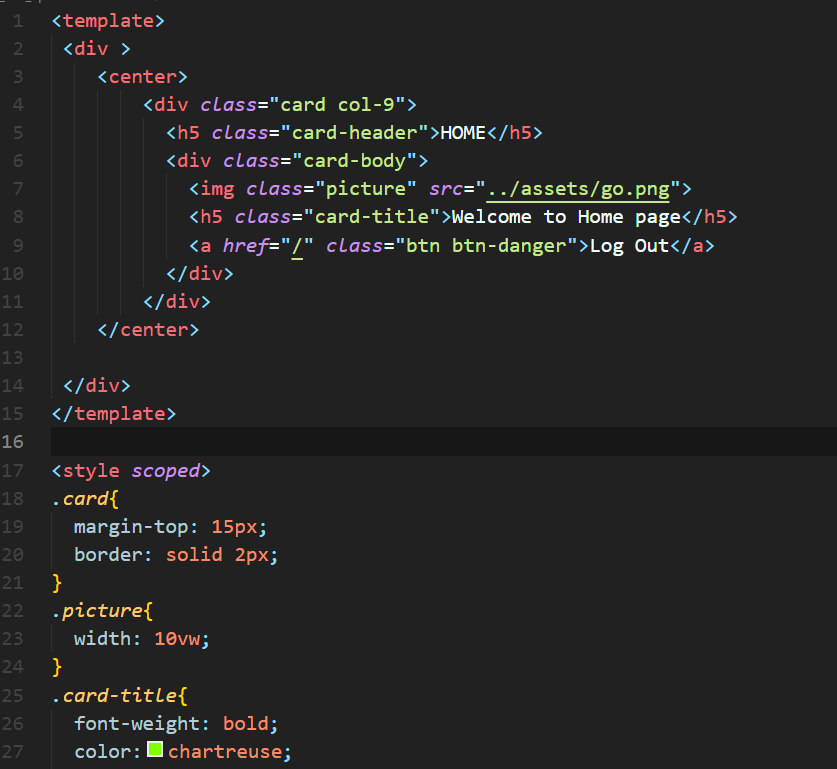 1 <template>
2 <div >
3 <center>
4 <div class="card col-9">
5 <h5 class="card-header">HOME</h5>
6 <div class="card-body">
7 <img class="picture" src="../assets/go.png">
8 <h5 class="card-title">Welcome to Home page</h5>
9 <a href="/" class="btn btn-danger">Log Out</a>
10 </div>
11 </div>
12 </center>
13
14 </div>
15 </template>
16
17 <style scoped>
18 .card{
19 margin-top: 15px;
20 border: solid 2px;
21 }
22 .picture{
23 width: 10vw;
24 }
25 .card-title{
26 font-weight: bold;
27 color: chartreuse;